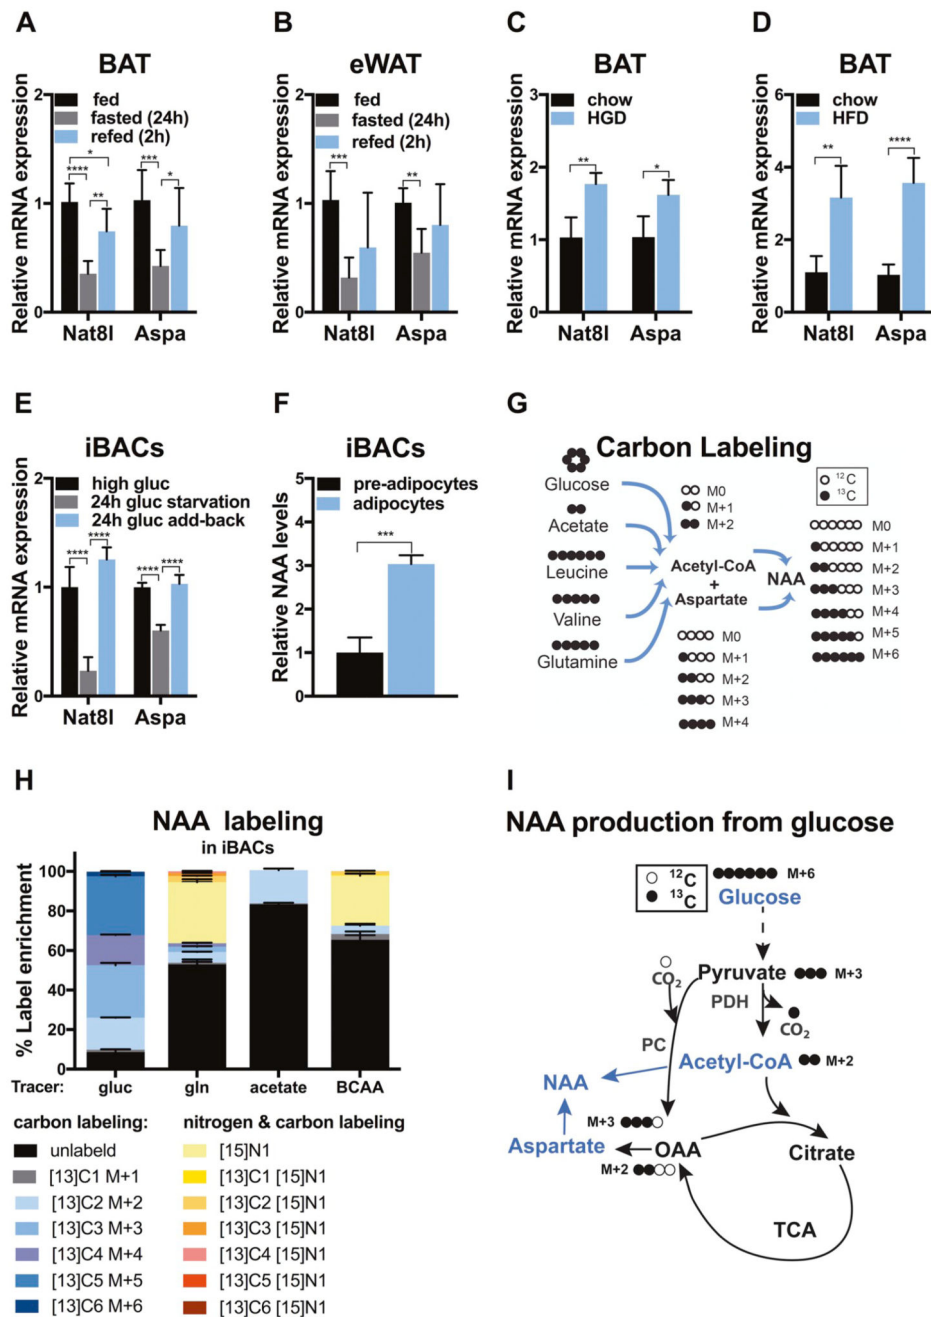 A
BAT
Relative mRNA expression
2
1
0
fed
fasted (24h)
refed (2h)
*
****
**
***
*
Nat8l
Aspa
B
eWAT
Relative mRNA expression
2
1
0
fed
fasted (24h)
refed (2h)
***
**
Nat8l
Aspa
C
BAT
Relative mRNA expression
3
2
1
0
chow
HGD
**
*
Nat8l
Aspa
D
BAT
Relative mRNA expression
6
4
2
0
chow
HFD
**
****
Nat8l
Aspa
E
iBACs
Relative mRNA expression
2
1
0
high gluc
24h gluc starvation
24h gluc add-back
****
****
****
****
Nat8l
Aspa
F
iBACs
Relative NAA levels
5
4
3
2
1
0
pre-adipocytes
adipocytes
***
G
Carbon Labeling
Glucose
Acetate
Leucine
Valine
Glutamine
M0
M+1
M+2
Acetyl-CoA
+
Aspartate
M0
M+1
M+2
M+3
M+4
NAA
12C
13C
M0
M+1
M+2
M+3
M+4
M+5
M+6
H
NAA labeling
in iBACs
% Label enrichment
100
80
60
40
20
0
Tracer: gluc gln acetate BCAA
carbon labeling:
unlabeld
[13]C1 M+1
[13]C2 M+2
[13]C3 M+3
[13]C4 M+4
[13]C5 M+5
[13]C6 M+6
nitrogen & carbon labeling
[15]N1
[13]C1 [15]N1
[13]C2 [15]N1
[13]C3 [15]N1
[13]C4 [15]N1
[13]C5 [15]N1
[13]C6 [15]N1
I
NAA production from glucose
12C
13C
M+6
Glucose
Pyruvate M+3
CO2
PDH
CO2
PC
Acetyl-CoA M+2
NAA
M+3
Aspartate
OAA
M+2
Citrate
TCA